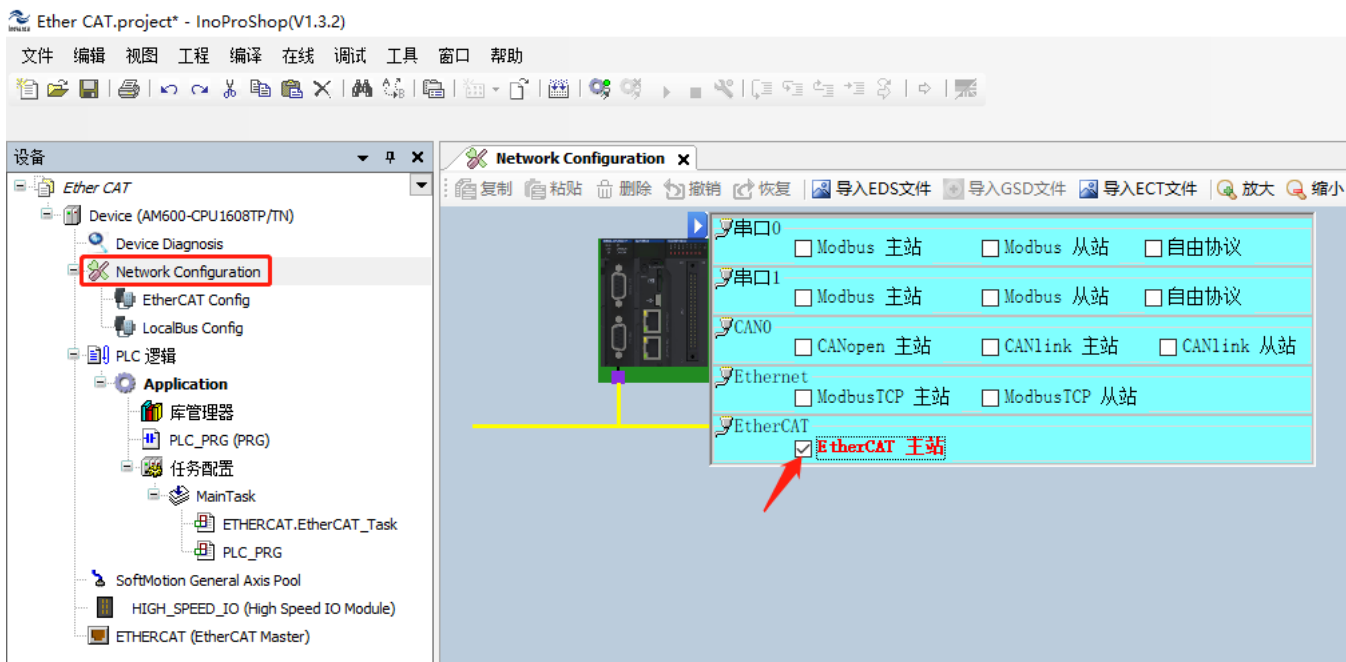 Ether CAT.project* - InoProShop(V1.3.2)
文件 编辑 视图 工程 编译 在线 调试 工具 窗口 帮助
设备
Ether CAT
Device (AM600-CPU1608TP/TN)
Device Diagnosis
Network Configuration
EtherCAT Config
LocalBus Config
PLC 逻辑
Application
库管理器
PLC_PRG (PRG)
任务配置
MainTask
ETHERCAT.EtherCAT_Task
PLC_PRG
SoftMotion General Axis Pool
HIGH_SPEED_IO (High Speed IO Module)
ETHERCAT (EtherCAT Master)
Network Configuration
复制 粘贴 删除 撤销 恢复 导入EDS文件 导入GSD文件 导入ECT文件 放大 缩小
串口0
Modbus 主站 Modbus 从站 自由协议
串口1
Modbus 主站 Modbus 从站 自由协议
CAN0
CANopen 主站 CANlink 主站 CANlink 从站
Ethernet
ModbusTCP 主站 ModbusTCP 从站
EtherCAT
EtherCAT 主站